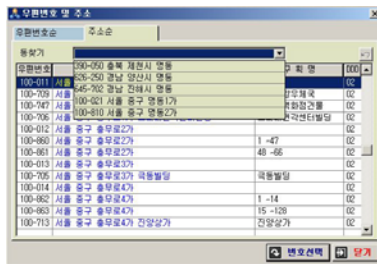 우편번호 및 주소
우편번호순 주소순
동찾기
390-050 충북 제천시 명동
626-250 경남 양산시 명동
645-702 경남 진해시 명동
100-021 서울 중구 명동1가
100-810 서울 중구 명동2가
우편번호 구 획 명 DDD
100-011 서울 02
100-709 서울 02
100-747 서울 02
100-706 서울 02
100-012 서울 중구 충무로2가 02
100-860 서울 중구 충무로2가 1 -47 02
100-861 서울 중구 충무로2가 48 -66 02
100-013 서울 중구 충무로3가 02
100-705 서울 중구 충무로3가 극동빌딩 극동빌딩 02
100-014 서울 중구 충무로4가 02
100-862 서울 중구 충무로4가 1 -14 02
100-863 서울 중구 충무로4가 15 -128 02
100-713 서울 중구 충무로4가 진양상가 진양상가 02
번호선택 닫기